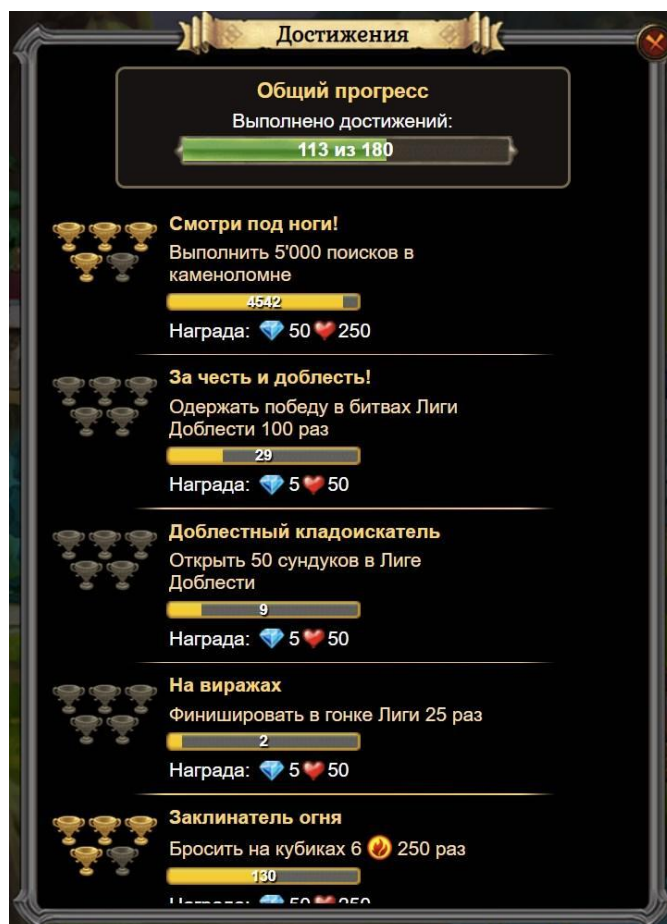 Достижения
Общий прогресс
Выполнено достижений:
113 из 180
Смотри под ноги!
Выполнить 5'000 поисков в
каменоломне
4542
Награда: 50 250
За честь и доблесть!
Одержать победу в битвах Лиги
Доблести 100 раз
29
Награда: 5 50
Доблестный кладоискатель
Открыть 50 сундуков в Лиге
Доблести
9
Награда: 5 50
На виражах
Финишировать в гонке Лиги 25 раз
2
Награда: 5 50
Заклинатель огня
Бросить на кубиках 6 250 раз
130
Награда: 50 250